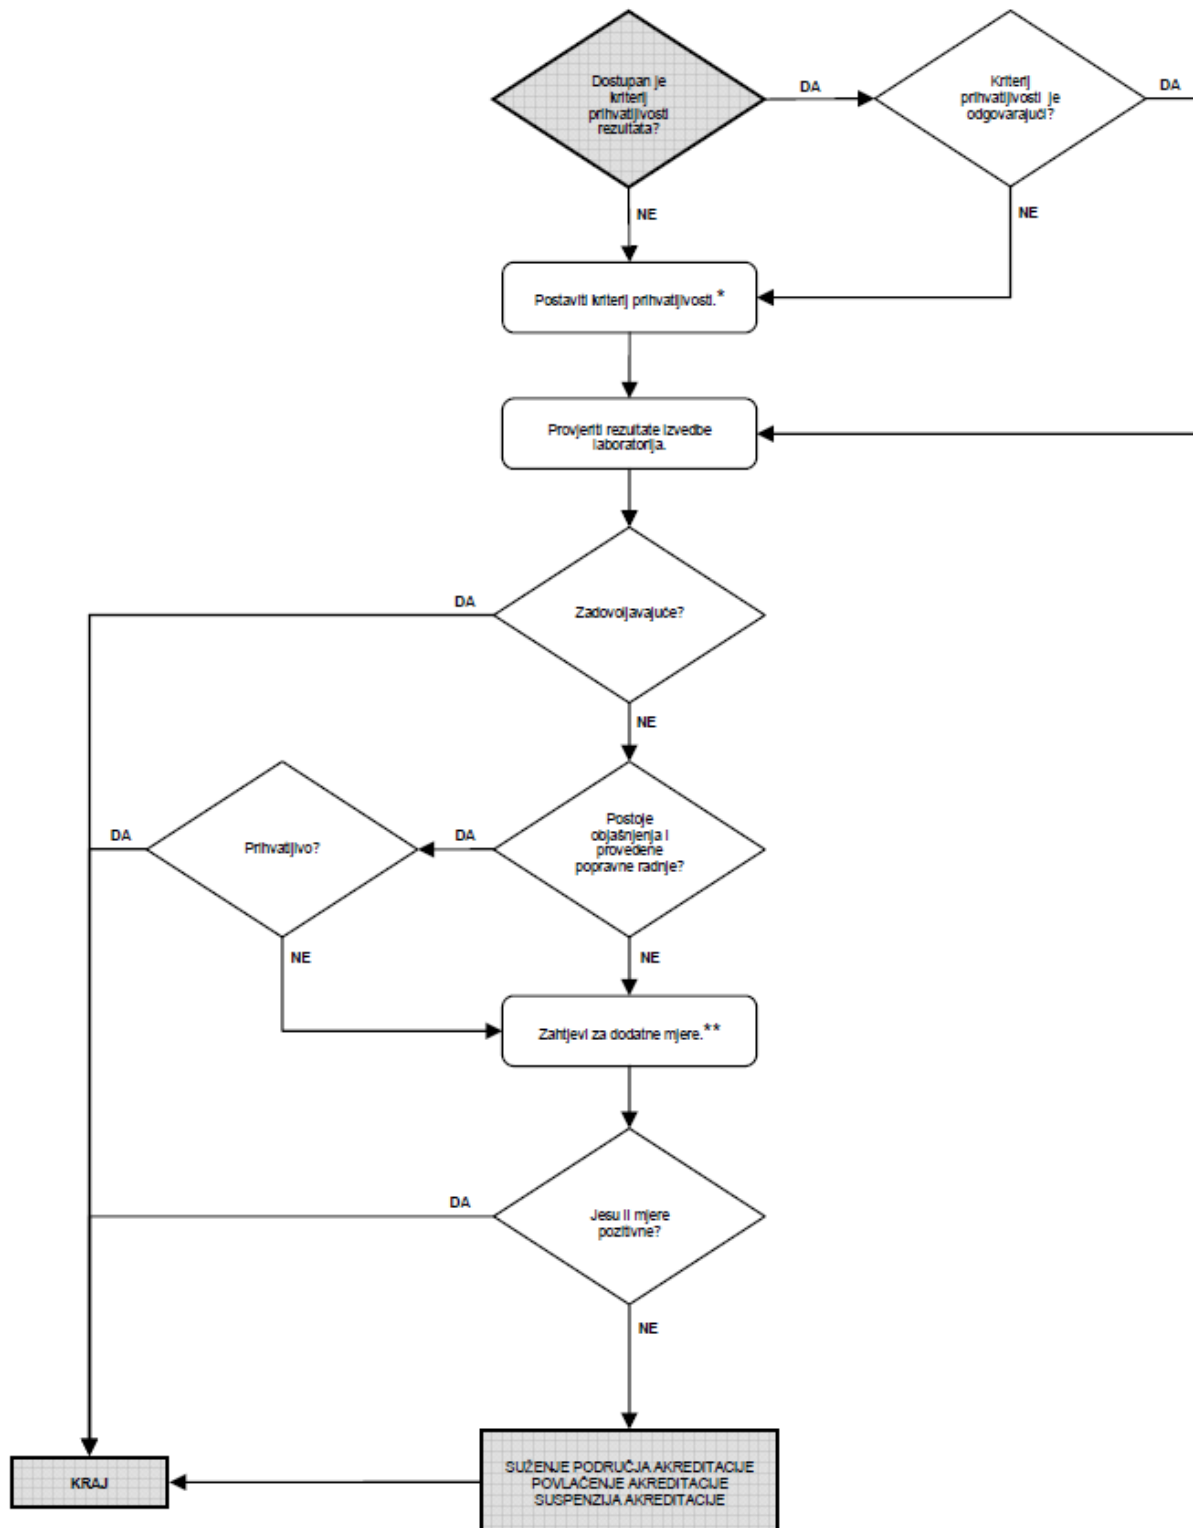 Dostupan je
kriterij
prihvatljivosti
rezultata?
DA
Kriterij
prihvatljivosti je
odgovarajući?
DA
NE
NE
Postaviti kriterij prihvatljivosti.*
Provjeriti rezultate izvedbe
laboratorija.
DA
Zadovoljavajuće?
NE
DA
Prihvatljivo?
DA
Postoje
objašnjenja i
provedene
popravne radnje?
NE
NE
Zahtjevi za dodatne mjere.**
DA
Jesu li mjere
pozitivne?
NE
KRAJ
SUŽENJE PODRUČJA AKREDITACIJE
POVLAČENJE AKREDITACIJE
SUSPENZIJA AKREDITACIJE